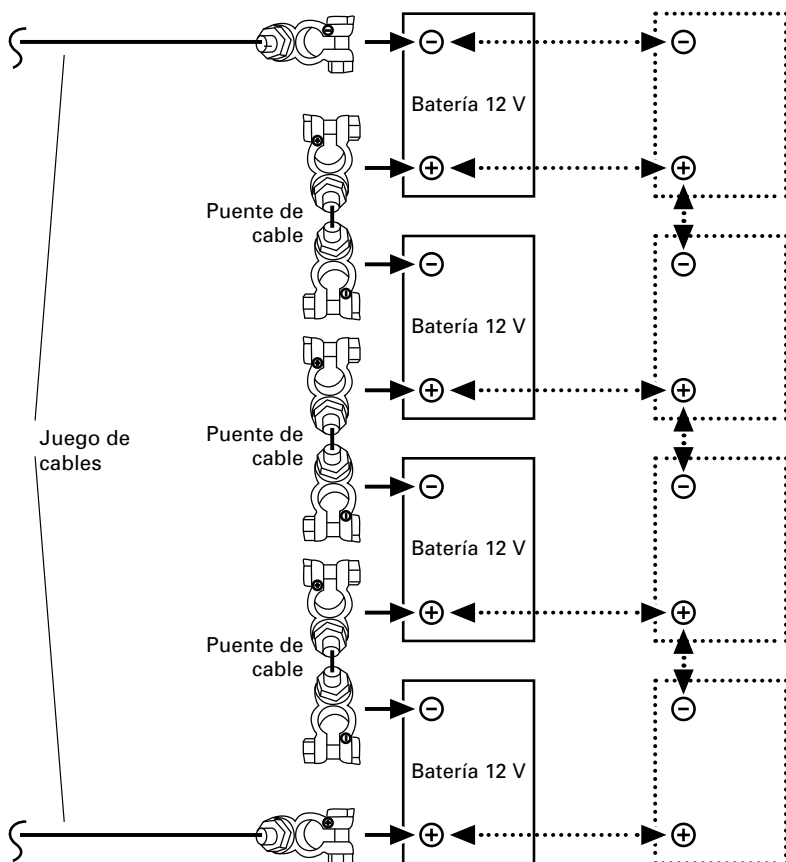 Batería 12 V
Puente de
cable
Batería 12 V
Juego de
cables
Puente de
cable
Batería 12 V
Puente de
cable
Batería 12 V